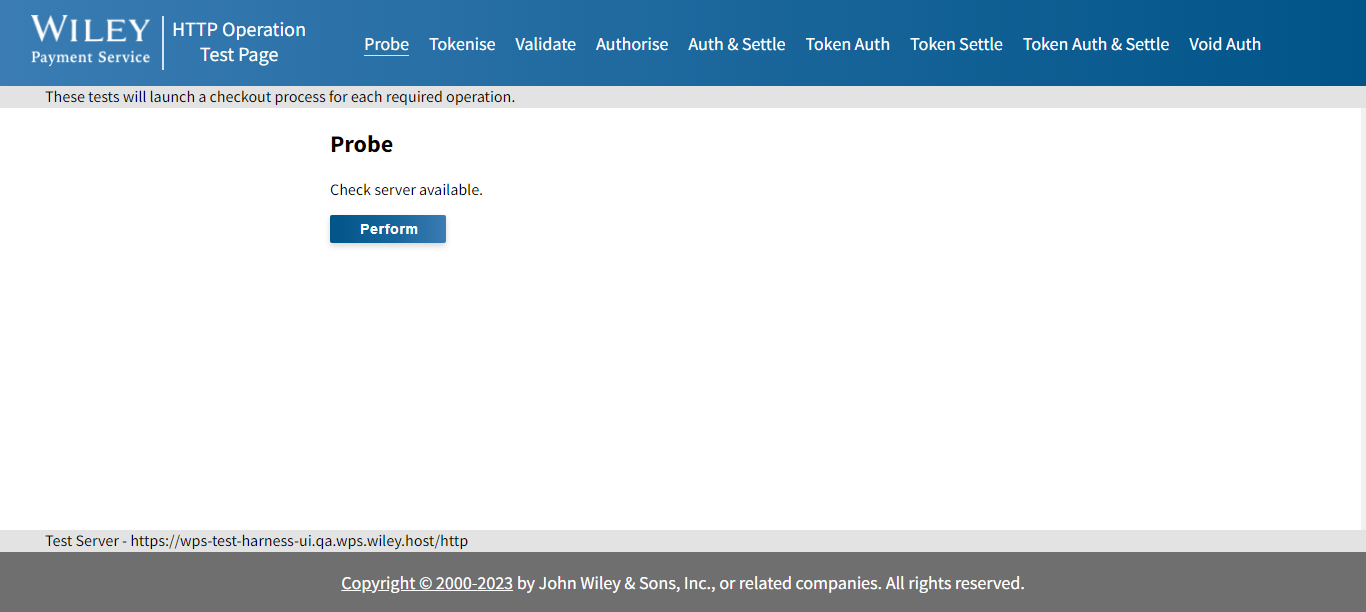 WILEY
Payment Service
HTTP Operation
Test Page
Probe Tokenise Validate Authorise Auth & Settle Token Auth Token Settle Token Auth & Settle Void Auth
These tests will launch a checkout process for each required operation.
Probe
Check server available.
Perform
Test Server - https://wps-test-harness-ui.qa.wps.wiley.host/http
Copyright © 2000-2023 by John Wiley & Sons, Inc., or related companies. All rights reserved.